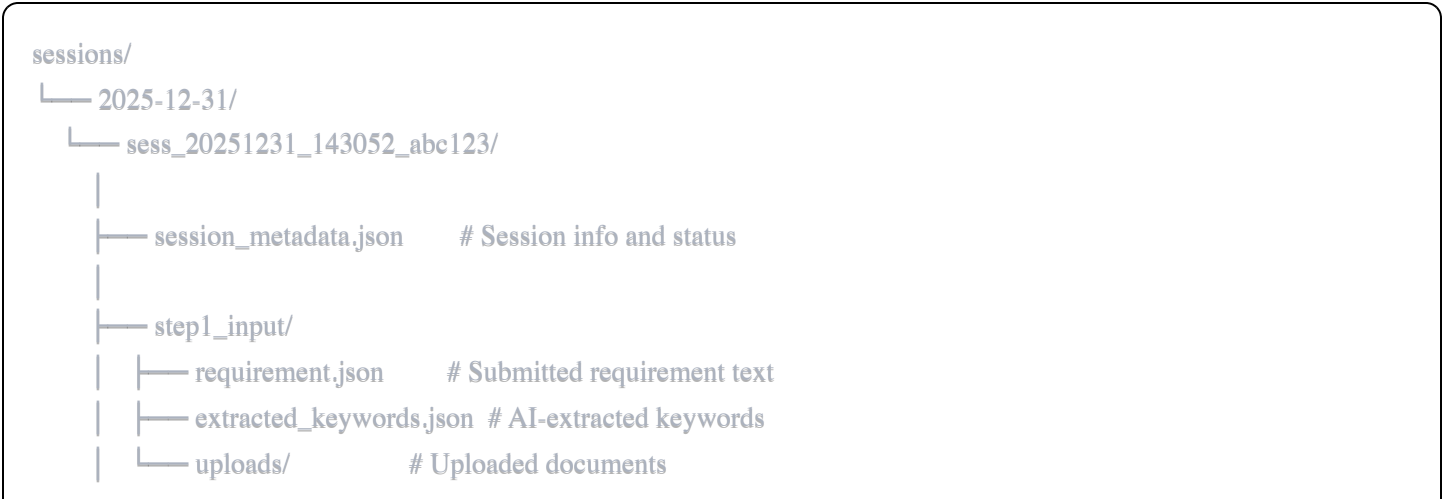 sessions/
└── 2025-12-31/
    └── sess_20251231_143052_abc123/
        │
        ├── session_metadata.json        # Session info and status
        │
        ├── step1_input/
        │   ├── requirement.json         # Submitted requirement text
        │   ├── extracted_keywords.json  # AI-extracted keywords
        │   └── uploads/                 # Uploaded documents